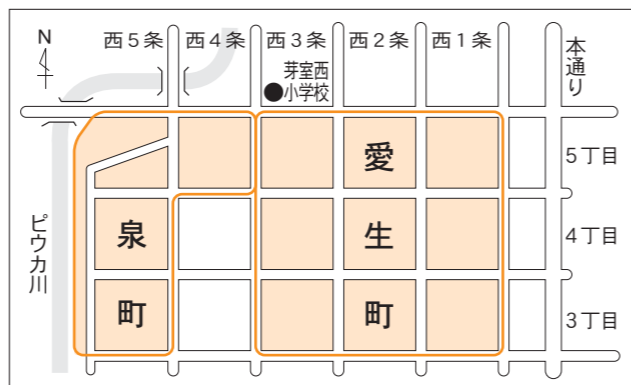 N
西5条
西4条
西3条
西2条
西1条
本通り
芽室西
小学校
愛生町
泉町
ピウカ川
5丁目
4丁目
3丁目